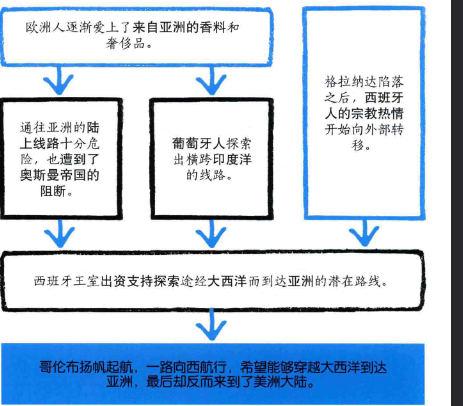 欧洲人逐渐爱上了来自亚洲的香料和
奢侈品。
通往亚洲的陆
上线路十分危
险，也遭到了
奥斯曼帝国的
阻断。
葡萄牙人探索
出横跨印度洋
的线路。
格拉纳达陷落
之后，西班牙
人的宗教热情
开始向外部转
移。
西班牙王室出资支持探索途经大西洋而到达亚洲的潜在路线。
哥伦布扬帆起航，一路向西航行，希望能够穿越大西洋到达
亚洲，最后却反而来到了美洲大陆。